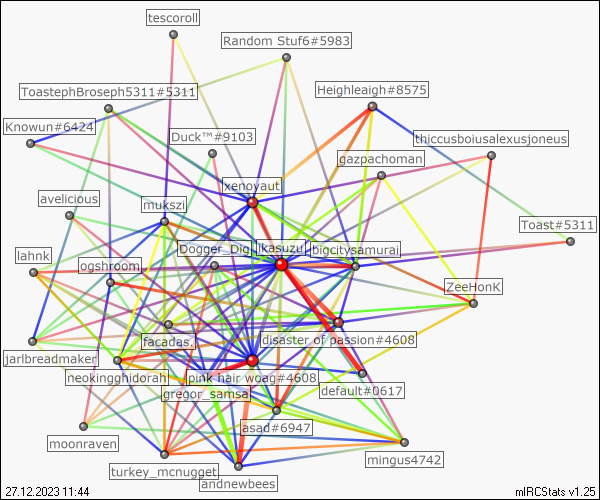 tescoroll
Random Stuf6#5983
ToastephBroseph5311#5311
Heighleaigh#8575
Knowun#6424
Duck™#9103
thiccusboiusalexusjoneus
gazpachoman
xenoyaut
avelicious
mukszi
Toast#5311
Dogger_Dig
ikasuzu
bigcitysamurai
lahnk
ogshroom.
ZeeHonK
disaster of passion#4608
facadas.
jarlbreadmaker
neokingghidorah
pink hair woag#4608
default#0617
gregor_samsa
asad#6947
moonraven
mingus4742
turkey_mcnugget
andnewbees
27.12.2023 11:44
mIRCStats v1.25